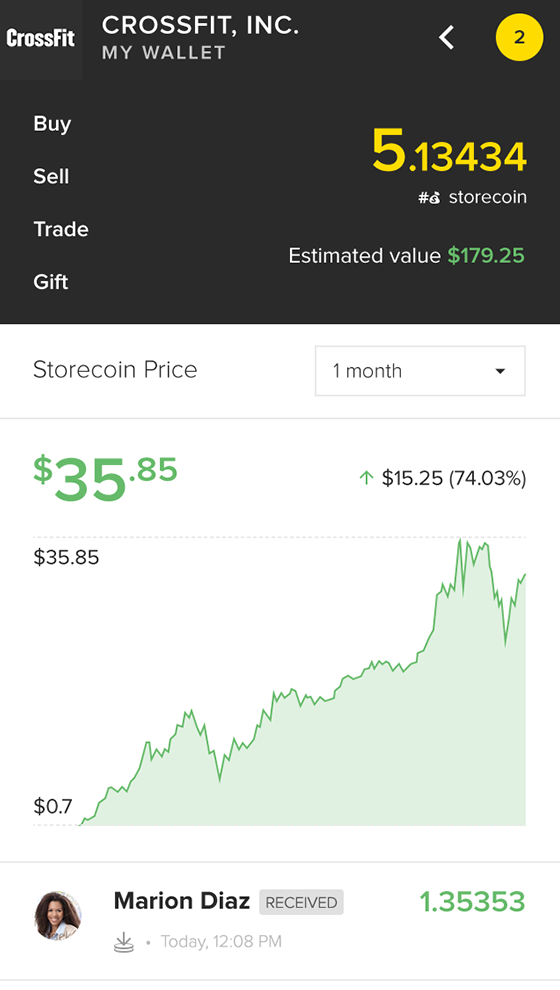 CrossFit
CROSSFIT, INC.
MY WALLET
2
Buy
Sell
Trade
Gift
5.13434
#💰 storecoin
Estimated value $179.25
Storecoin Price
1 month
$35.85
↑ $15.25 (74.03%)
$35.85
$0.7
Marion Diaz RECEIVED
1.35353
• Today, 12:08 PM